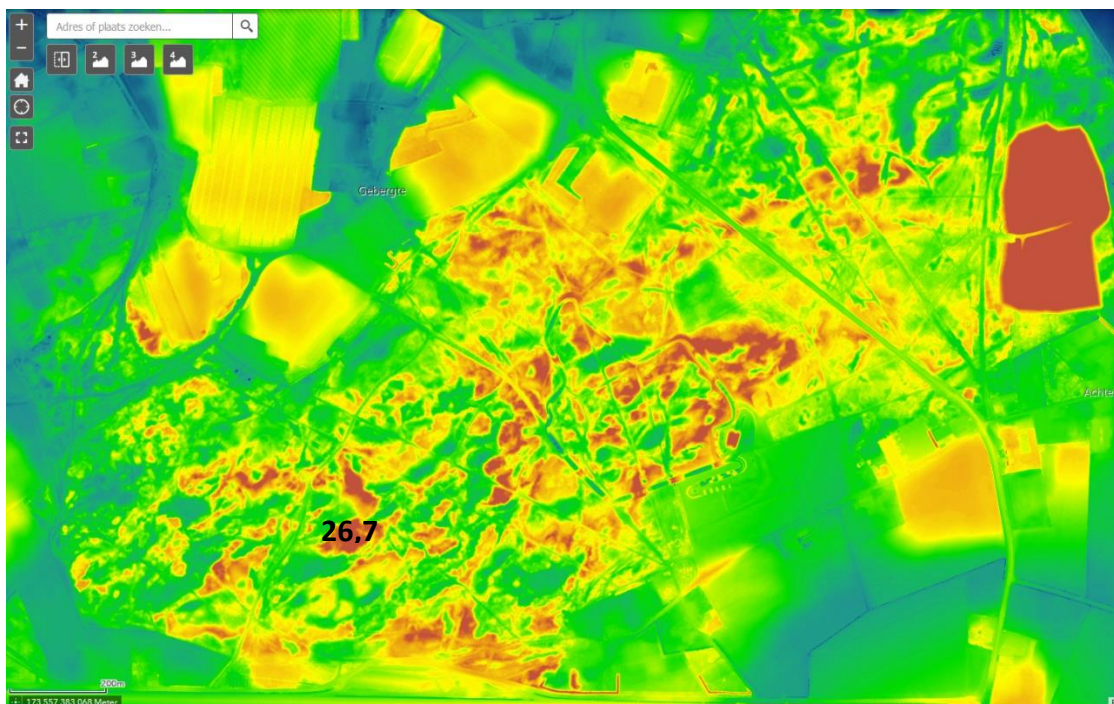 +
Adres of plaats zoeken...
−
2
3
4
Gebergte
Achte
26,7
200m
173.557 383.068 Meter